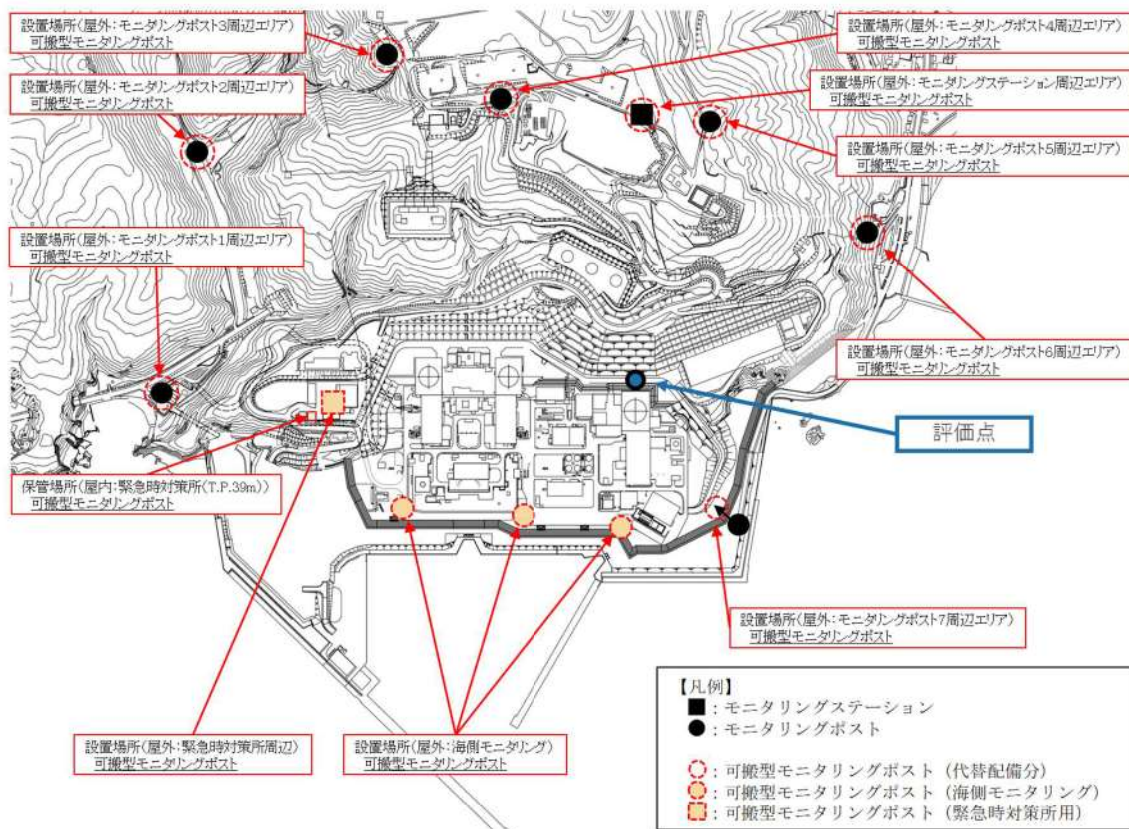 設置場所(屋外:モニタリングポスト3周辺エリア)
可搬型モニタリングポスト
設置場所(屋外:モニタリングポスト4周辺エリア)
可搬型モニタリングポスト
設置場所(屋外:モニタリングポスト2周辺エリア)
可搬型モニタリングポスト
設置場所(屋外:モニタリングステーション周辺エリア)
可搬型モニタリングポスト
設置場所(屋外:モニタリングポスト5周辺エリア)
可搬型モニタリングポスト
設置場所(屋外:モニタリングポスト1周辺エリア)
可搬型モニタリングポスト
設置場所(屋外:モニタリングポスト6周辺エリア)
可搬型モニタリングポスト
評価点
保管場所(屋内:緊急時対策所(T.P.39m))
可搬型モニタリングポスト
設置場所(屋外:モニタリングポスト7周辺エリア)
可搬型モニタリングポスト
設置場所(屋外:緊急時対策所周辺)
可搬型モニタリングポスト
設置場所(屋外:海側モニタリング)
可搬型モニタリングポスト
【凡例】
■:モニタリングステーション
●:モニタリングポスト
:可搬型モニタリングポスト(代替配備分)
:可搬型モニタリングポスト(海側モニタリング)
:可搬型モニタリングポスト(緊急時対策所用)